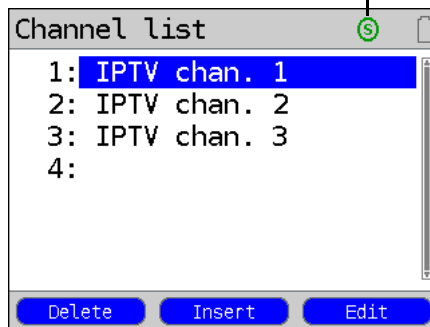 Channel list S
1: IPTV chan. 1
2: IPTV chan. 2
3: IPTV chan. 3
4:
Delete Insert Edit